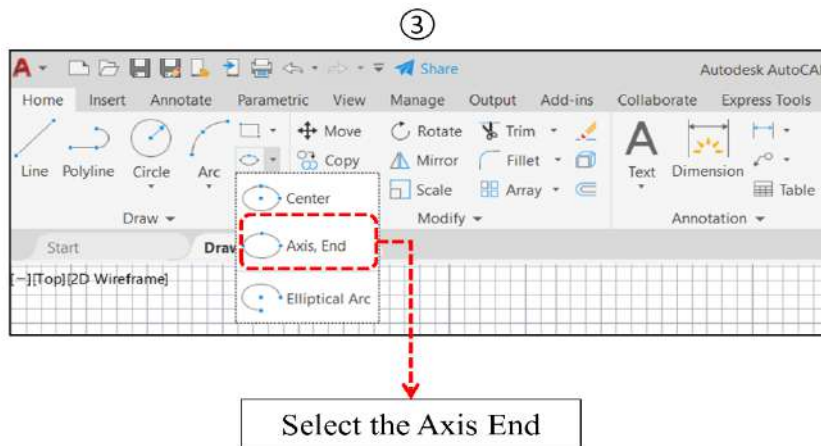 ③
A Share Autodesk AutoCA
Home Insert Annotate Parametric View Manage Output Add-ins Collaborate Express Tools
Line Polyline Circle Arc Move Rotate Trim A Text Dimension
Copy Mirror Fillet
Scale Array Table
Center
Draw Modify Annotation
Start Draw
Axis, End
[−][Top][2D Wireframe]
Elliptical Arc
Select the Axis End